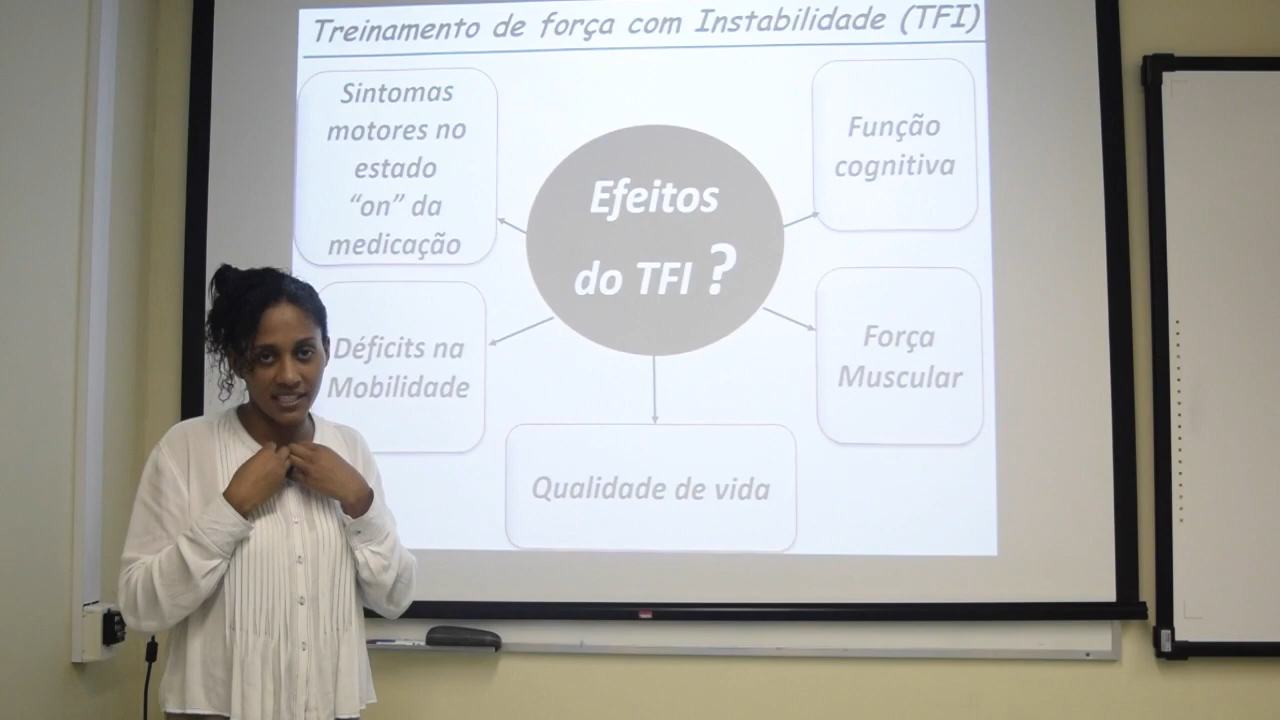 Treinamento de força com Instabilidade (TFI)
Sintomas
motores no
estado
“on” da
medicação
Função
cognitiva
Efeitos
do TFI ?
Déficits na
Mobilidade
Força
Muscular
Qualidade de vida